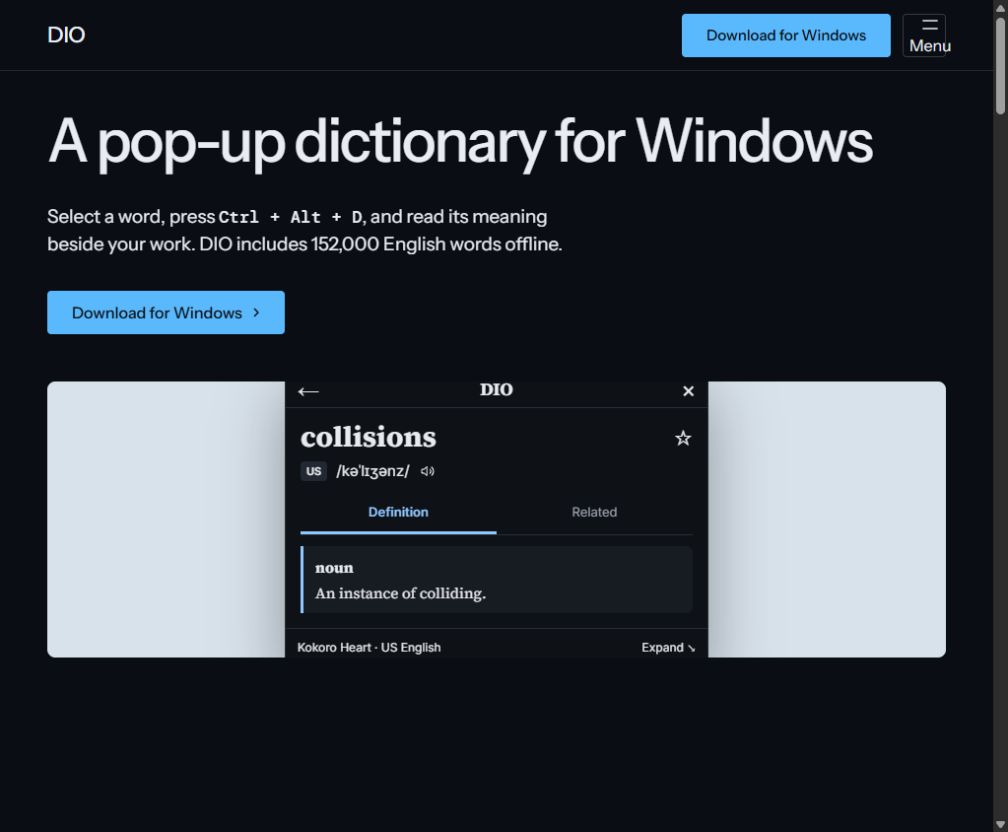 DIO
Download for Windows
Menu
A pop-up dictionary for Windows
Select a word, press Ctrl + Alt + D, and read its meaning
beside your work. DIO includes 152,000 English words offline.
Download for Windows
DIO
collisions
US /kəˈlɪʒənz/
Definition Related
noun
An instance of colliding.
Kokoro Heart · US English Expand